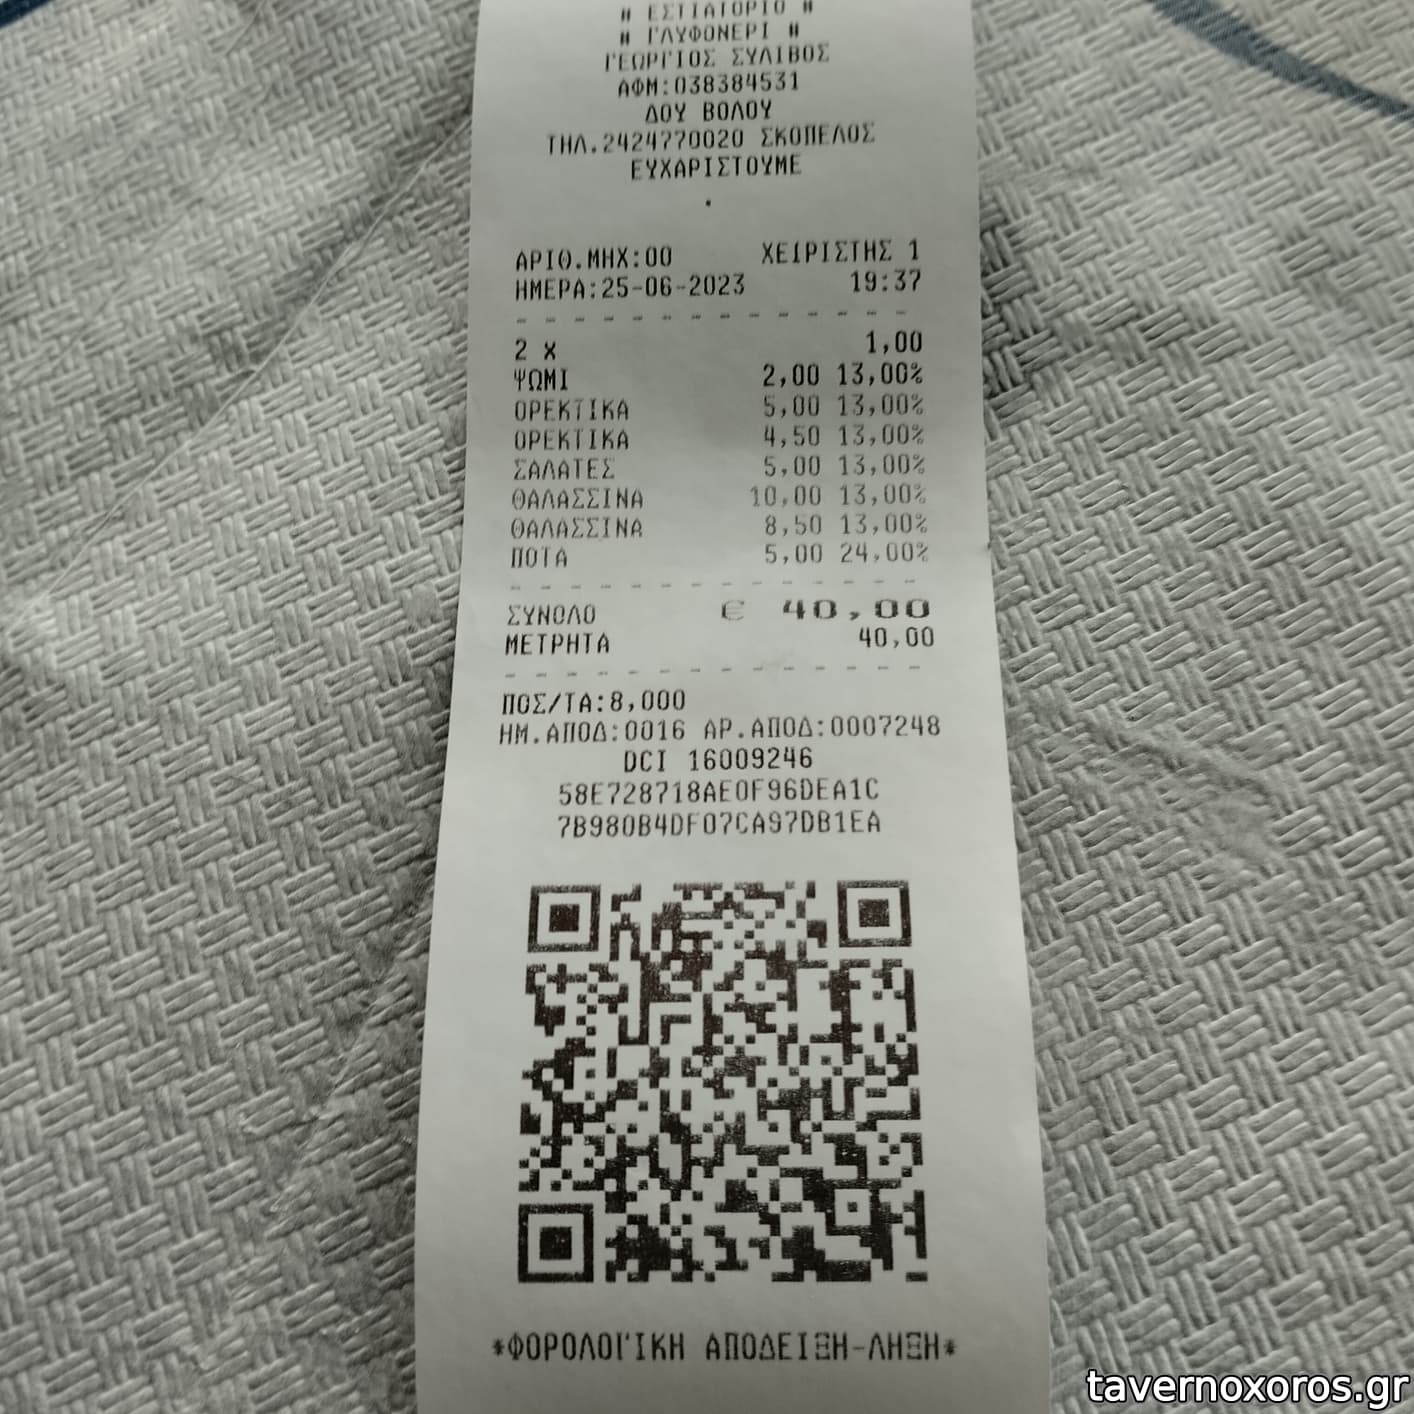 # ΕΣΤΙΑΤΟΡΙΟ #
# ΓΛΥΦΟΝΕΡΙ #
ΓΕΩΡΓΙΟΣ ΣΥΛΙΒΟΣ
ΑΦΜ:038384531
ΔΟΥ ΒΟΛΟΥ
ΤΗΛ.2424770020 ΣΚΟΠΕΛΟΣ
ΕΥΧΑΡΙΣΤΟΥΜΕ
.
ΑΡΙΘ.ΜΗΧ:00 ΧΕΙΡΙΣΤΗΣ 1
ΗΜΕΡΑ:25-06-2023 19:37
2 x 1,00
ΨΩΜΙ 2,00 13,00%
ΟΡΕΚΤΙΚΑ 5,00 13,00%
ΟΡΕΚΤΙΚΑ 4,50 13,00%
ΣΑΛΑΤΕΣ 5,00 13,00%
ΘΑΛΑΣΣΙΝΑ 10,00 13,00%
ΘΑΛΑΣΣΙΝΑ 8,50 13,00%
ΠΟΤΑ 5,00 24,00%
ΣΥΝΟΛΟ € 40,00
ΜΕΤΡΗΤΑ 40,00
ΠΟΣ/ΤΑ:8,000
ΗΜ.ΑΠΟΔ:0016 ΑΡ.ΑΠΟΔ:0007248
DCI 16009246
58E728718AE0F96DEA1C
7B980B4DF07CA97DB1EA
*ΦΟΡΟΛΟΓΙΚΗ ΑΠΟΔΕΙΞΗ-ΛΗΞΗ*
tavernoxoros.gr